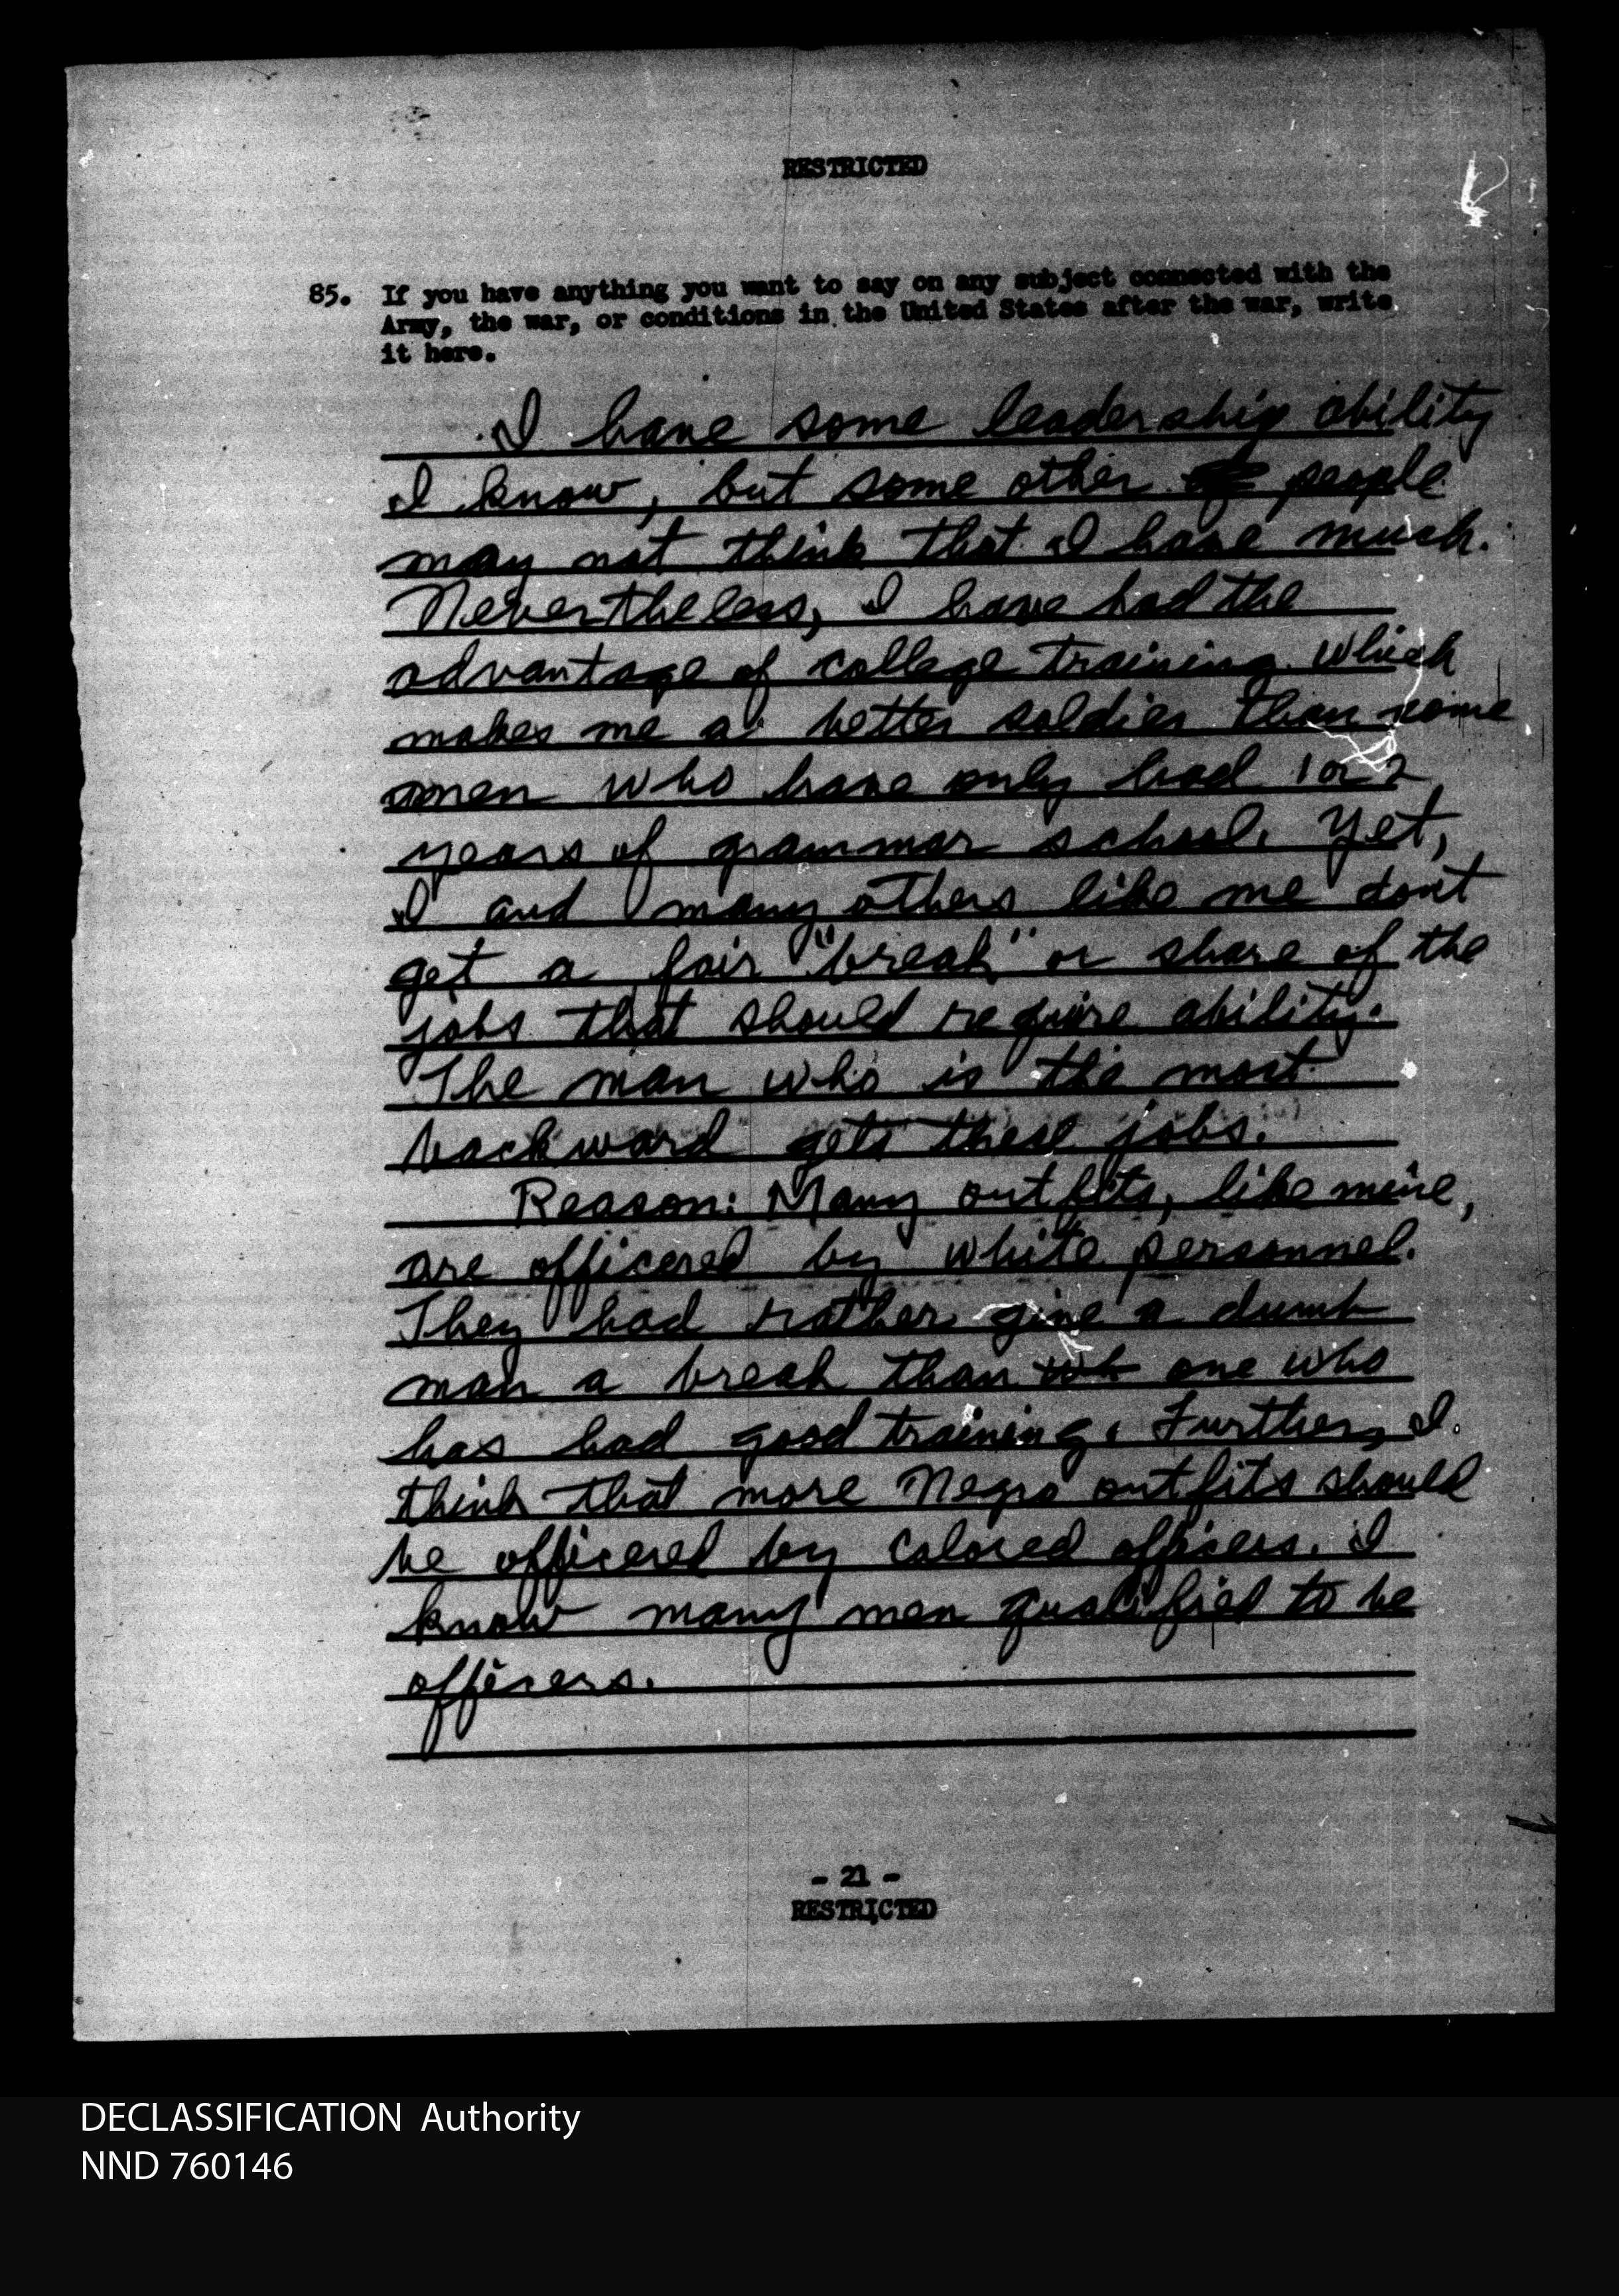 RESTRICTED
85. If you have anything you want to say on any subject connected with the
Army, the war, or conditions in the United States after the war, write
it here.
I have some leadership ability
I know, but some other of people
may not think that I have much.
Nevertheless, I have had the
advantage of college training which
makes me a better soldier than some
men who have only had 1 or 2
years of grammar school. Yet,
I and many others like me don't
get a fair "break" or share of the
jobs that should require ability.
The man who is the most
backward gets these jobs.
Reason: Many outfits, like mine,
are officered by white personnel.
They had rather give a dumb
man a break than wh one who
has had good training. Further, I
think that more Negro outfits should
be officered by Colored officers. I
know many men qualified to be
officers.
- 21 -
RESTRICTED
DECLASSIFICATION Authority
NND 760146